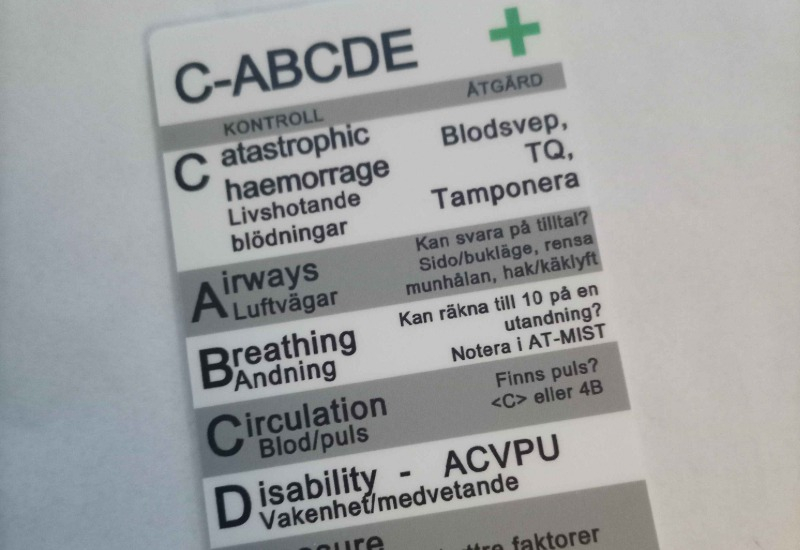 C-ABCDE
KONTROLL ÅTGÄRD
Catastrophic
haemorrage
Livshotande
blödningar
Blodsvep,
TQ,
Tamponera
Airways
Luftvägar
Kan svara på tilltal?
Sido/bukläge, rensa
munhålan, hak/käklyft
Breathing
Andning
Kan räkna till 10 på en
utandning?
Notera i AT-MIST
Circulation
Blod/puls
Finns puls?
<C> eller 4B
Disability - ACVPU
Vakenhet/medvetande
faktorer